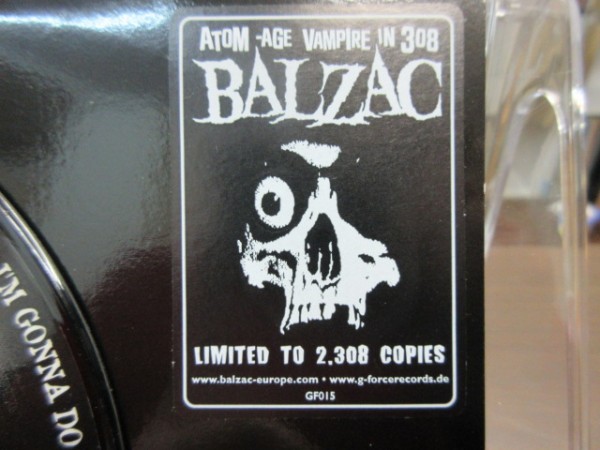 ATOM-AGE VAMPIRE IN 308
BALZAC
LIMITED TO 2.308 COPIES
www.balzac-europe.com • www.g-forcerecords.de
GF015
I'M GONNA DO